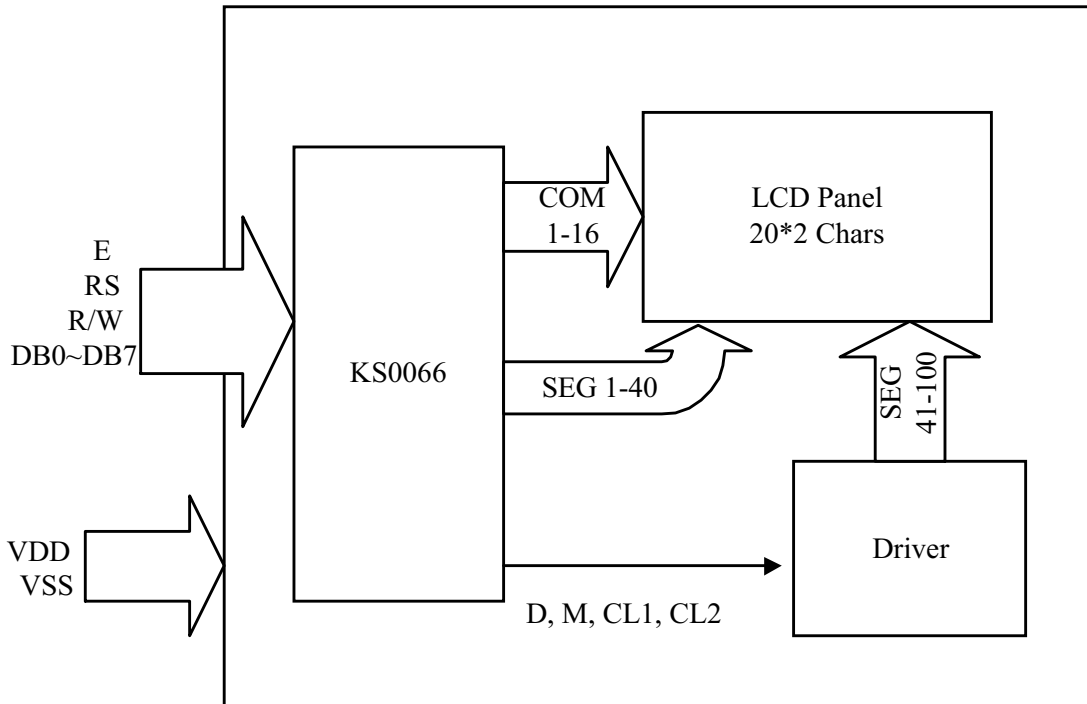 E
RS
R/W
DB0~DB7
VDD
VSS
KS0066
COM
1-16
SEG 1-40
D, M, CL1, CL2
LCD Panel
20*2 Chars
SEG
41-100
Driver